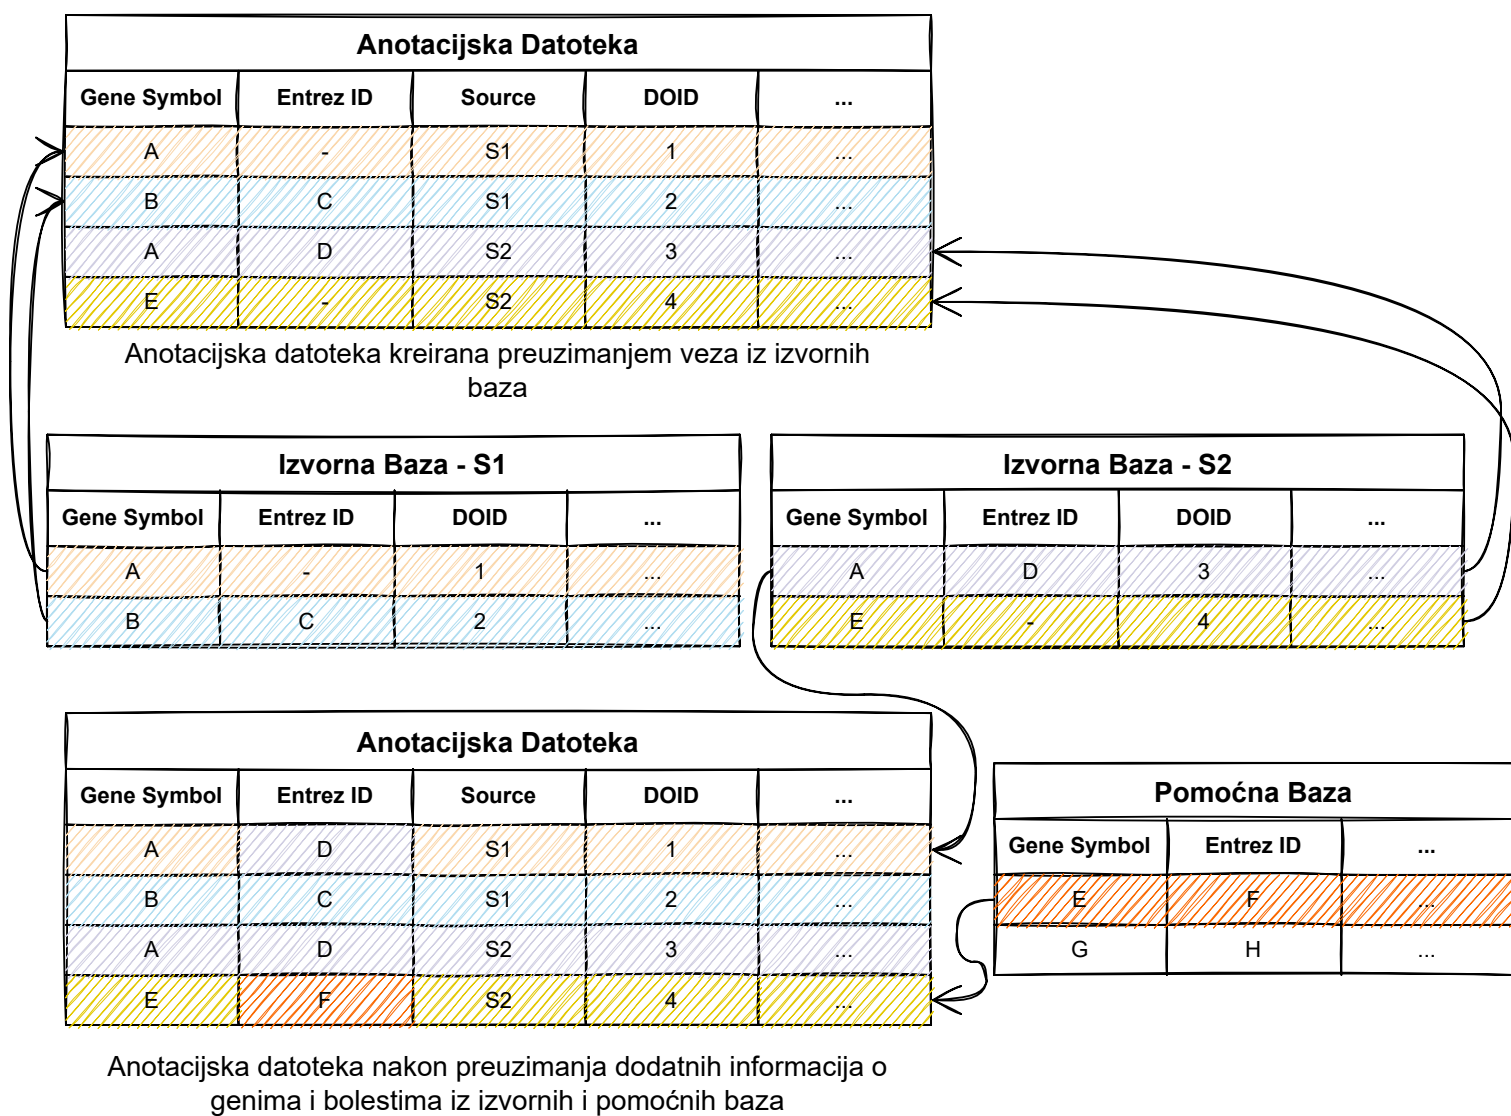 Anotacijska Datoteka
Gene Symbol Entrez ID Source DOID ...
A - S1 1 ...
B C S1 2 ...
A D S2 3 ...
E - S2 4 ...
Anotacijska datoteka kreirana preuzimanjem veza iz izvornih
baza
Izvorna Baza - S1
Gene Symbol Entrez ID DOID ...
A - 1 ...
B C 2 ...
Izvorna Baza - S2
Gene Symbol Entrez ID DOID ...
A D 3 ...
E - 4 ...
Anotacijska Datoteka
Gene Symbol Entrez ID Source DOID ...
A D S1 1 ...
B C S1 2 ...
A D S2 3 ...
E F S2 4 ...
Pomoćna Baza
Gene Symbol Entrez ID ...
E F ...
G H ...
Anotacijska datoteka nakon preuzimanja dodatnih informacija o
genima i bolestima iz izvornih i pomoćnih baza